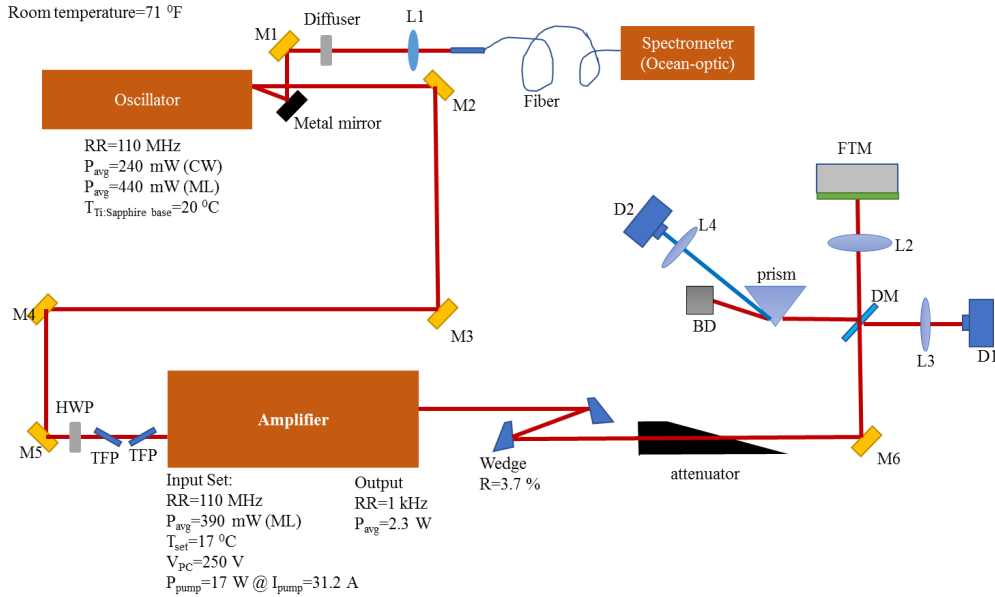 Room temperature=71 ⁰F
Diffuser
L1
M1
Spectrometer
(Ocean-optic)
Fiber
Oscillator
Metal mirror
M2
RR=110 MHz
Pavg=240 mW (CW)
Pavg=440 mW (ML)
TTi:Sapphire base=20 ⁰C
FTM
D2
L4
L2
prism
DM
BD
L3
D1
M4
M3
HWP
M5
TFP
TFP
Amplifier
Wedge
R=3.7 %
attenuator
M6
Input Set:
RR=110 MHz
Pavg=390 mW (ML)
Tset=17 ⁰C
VPC=250 V
Ppump=17 W @ Ipump=31.2 A
Output
RR=1 kHz
Pavg=2.3 W